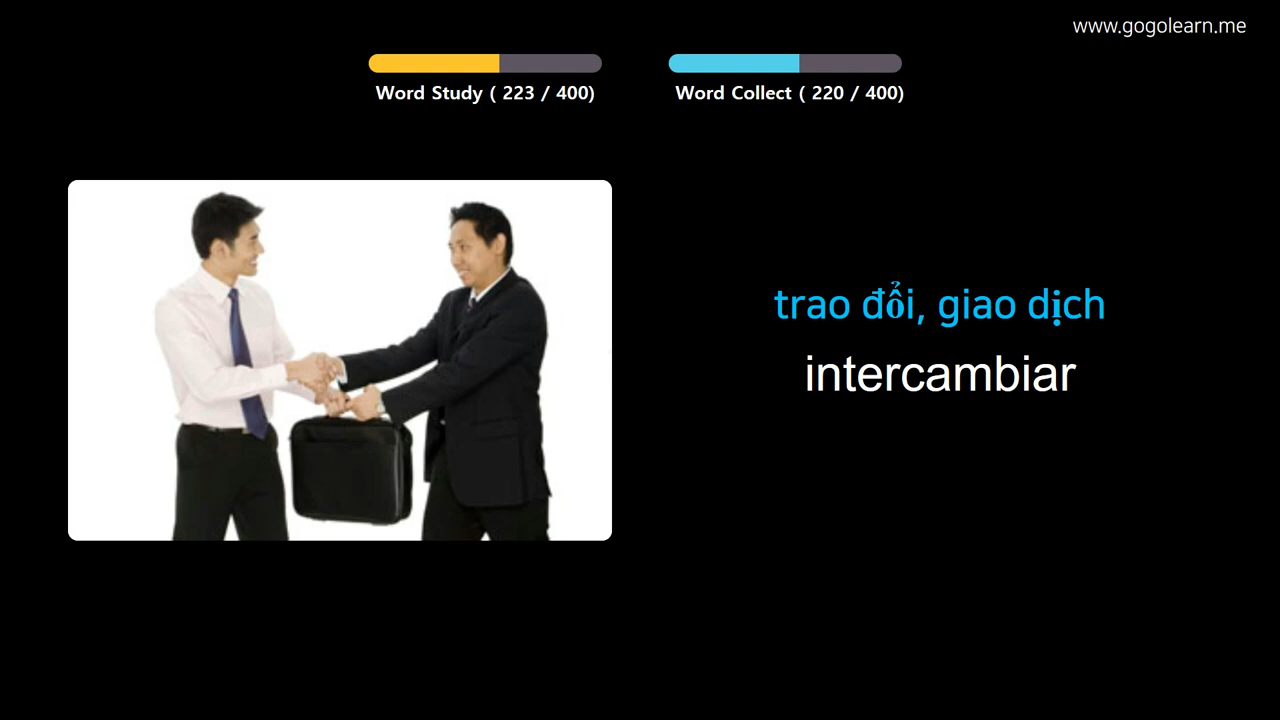 www.gogolearn.me
Word Study ( 223 / 400)
Word Collect ( 220 / 400)
trao đổi, giao dịch
intercambiar